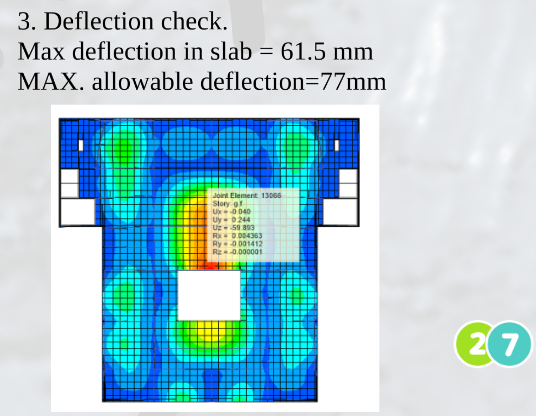 3. Deflection check.
Max deflection in slab = 61.5 mm
MAX. allowable deflection=77mm
Joint Element: 13066
Story: g.f
Ux = -0.040
Uy = 0.244
Uz = -59.893
Rx = 0.004363
Ry = -0.001412
Rz = -0.000001
27